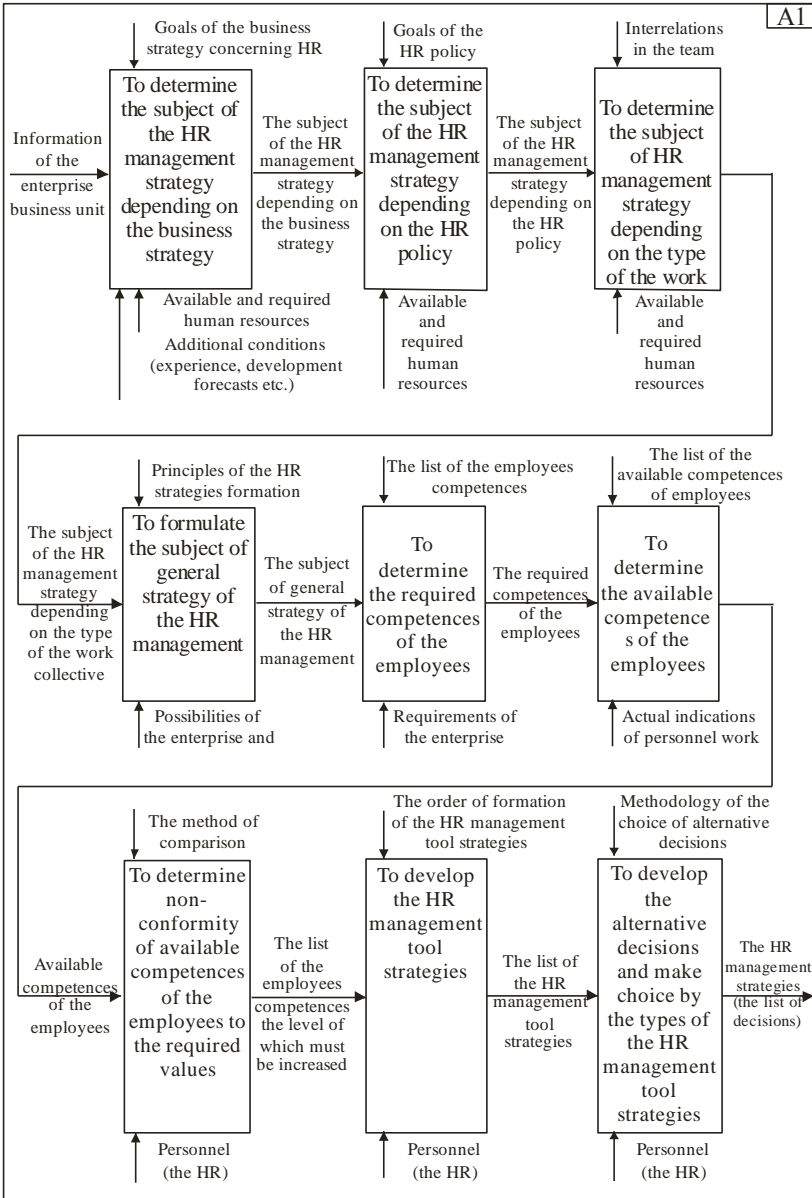 A1
Goals of the business
strategy concerning HR
Goals of the
HR policy
Interrelations
in the team
Information
of the
enterprise
business unit
To determine
the subject of
the HR
management
strategy
depending on
the business
strategy
The subject
of the HR
management
strategy
depending on
the business
strategy
To determine
the subject
of the HR
management
strategy
depending
on the HR
policy
The subject
of the HR
management
strategy
depending on
the HR
policy
To determine
the subject
of HR
management
strategy
depending
on the type
of the work
Available and required
human resources
Additional conditions
(experience, development
forecasts etc.)
Available
and
required
human
resources
Available
and
required
human
resources
Principles of the HR
strategies formation
The list of the employees
competences
The list of the
available competences
of employees
The subject
of the HR
management
strategy
depending
on the type
of the work
collective
To formulate
the subject of
general
strategy of
the HR
management
The subject
of general
strategy of
the HR
management
To
determine
the required
competences
of the
employees
The required
competences
of the
employees
To
determine
the available
competence
s of the
employees
Possibilities of
the enterprise and
Requirements of
the enterprise
Actual indications
of personnel work
The method of
comparison
The order of formation
of the HR management
tool strategies
Methodology of the
choice of alternative
decisions
Available
competences
of the
employees
To determine
non-
conformity
of available
competences
of the
employees to
the required
values
The list
of the
employees
competences
the level of
which must
be increased
To develop
the HR
management
tool
strategies
The list of
the HR
management
tool
strategies
To develop
the
alternative
decisions
and make
choice by
the types of
the HR
management
tool
strategies
The HR
management
strategies
(the list of
decisions)
Personnel
(the HR)
Personnel
(the HR)
Personnel
(the HR)